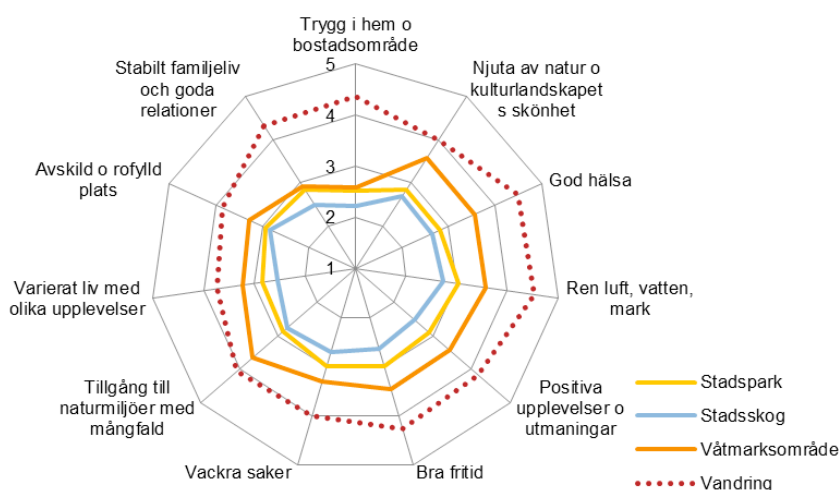 Trygg i hem o
bostadsområde
Njuta av natur o
kulturlandskapet
s skönhet
God hälsa
Ren luft, vatten,
mark
Positiva
upplevelser o
utmaningar
Bra fritid
Vackra saker
Tillgång till
naturmiljöer med
mångfald
Varierat liv med
olika upplevelser
Avskild o rofylld
plats
Stabilt familjeliv
och goda
relationer
5
4
3
2
1
Stadspark
Stadsskog
Våtmarksområde
Vandring